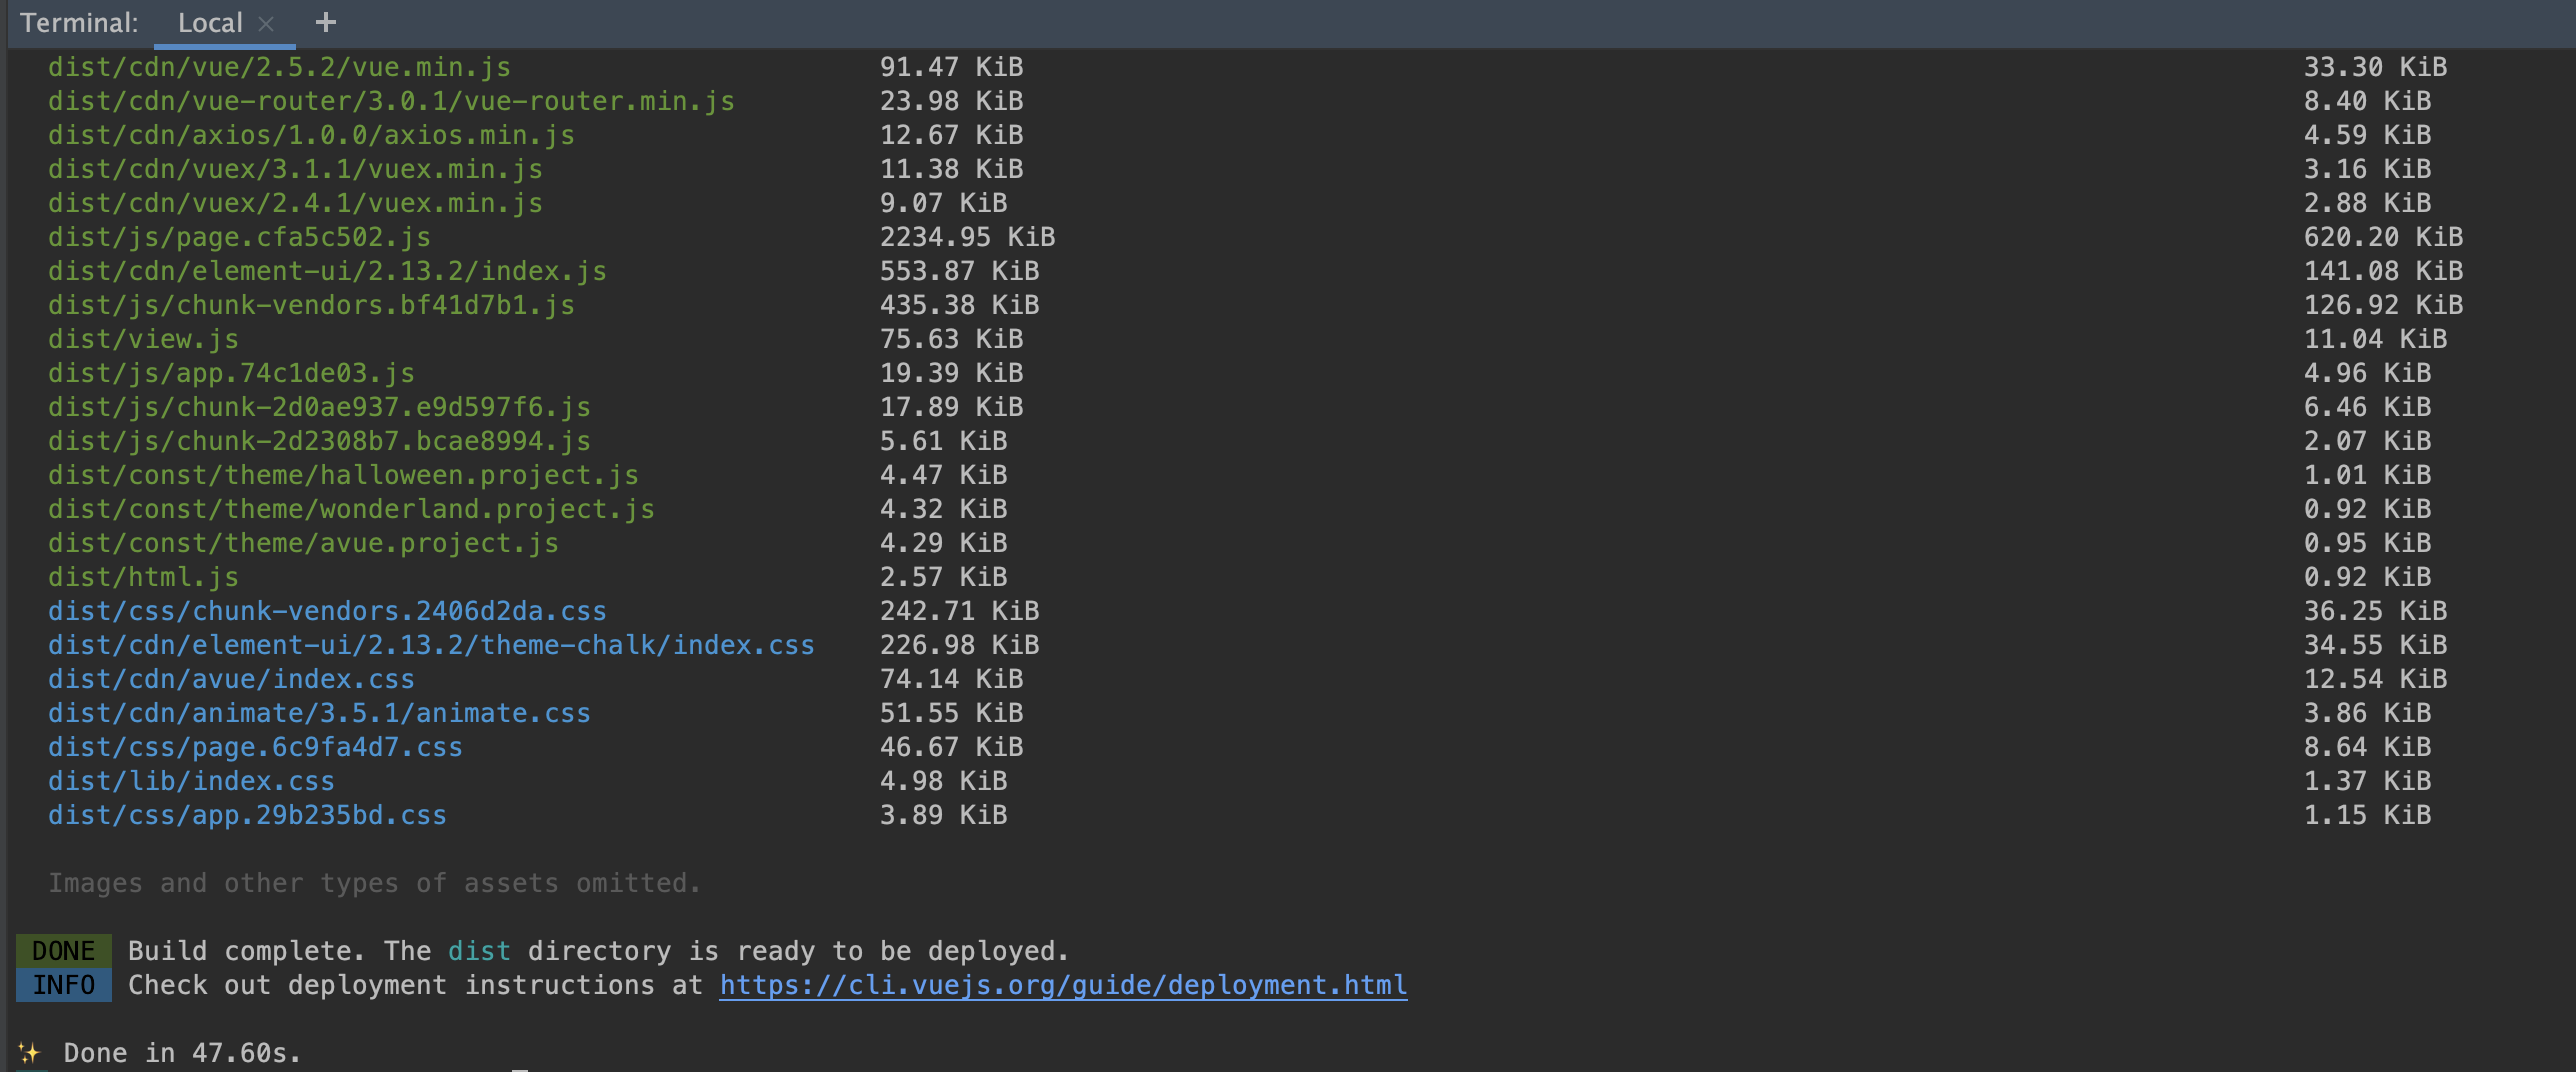 Terminal: Local × +
dist/cdn/vue/2.5.2/vue.min.js 91.47 KiB 33.30 KiB
dist/cdn/vue-router/3.0.1/vue-router.min.js 23.98 KiB 8.40 KiB
dist/cdn/axios/1.0.0/axios.min.js 12.67 KiB 4.59 KiB
dist/cdn/vuex/3.1.1/vuex.min.js 11.38 KiB 3.16 KiB
dist/cdn/vuex/2.4.1/vuex.min.js 9.07 KiB 2.88 KiB
dist/js/page.cfa5c502.js 2234.95 KiB 620.20 KiB
dist/cdn/element-ui/2.13.2/index.js 553.87 KiB 141.08 KiB
dist/js/chunk-vendors.bf41d7b1.js 435.38 KiB 126.92 KiB
dist/view.js 75.63 KiB 11.04 KiB
dist/js/app.74c1de03.js 19.39 KiB 4.96 KiB
dist/js/chunk-2d0ae937.e9d597f6.js 17.89 KiB 6.46 KiB
dist/js/chunk-2d2308b7.bcae8994.js 5.61 KiB 2.07 KiB
dist/const/theme/halloween.project.js 4.47 KiB 1.01 KiB
dist/const/theme/wonderland.project.js 4.32 KiB 0.92 KiB
dist/const/theme/avue.project.js 4.29 KiB 0.95 KiB
dist/html.js 2.57 KiB 0.92 KiB
dist/css/chunk-vendors.2406d2da.css 242.71 KiB 36.25 KiB
dist/cdn/element-ui/2.13.2/theme-chalk/index.css 226.98 KiB 34.55 KiB
dist/cdn/avue/index.css 74.14 KiB 12.54 KiB
dist/cdn/animate/3.5.1/animate.css 51.55 KiB 3.86 KiB
dist/css/page.6c9fa4d7.css 46.67 KiB 8.64 KiB
dist/lib/index.css 4.98 KiB 1.37 KiB
dist/css/app.29b235bd.css 3.89 KiB 1.15 KiB
Images and other types of assets omitted.
DONE Build complete. The dist directory is ready to be deployed.
INFO Check out deployment instructions at https://cli.vuejs.org/guide/deployment.html
✨ Done in 47.60s.